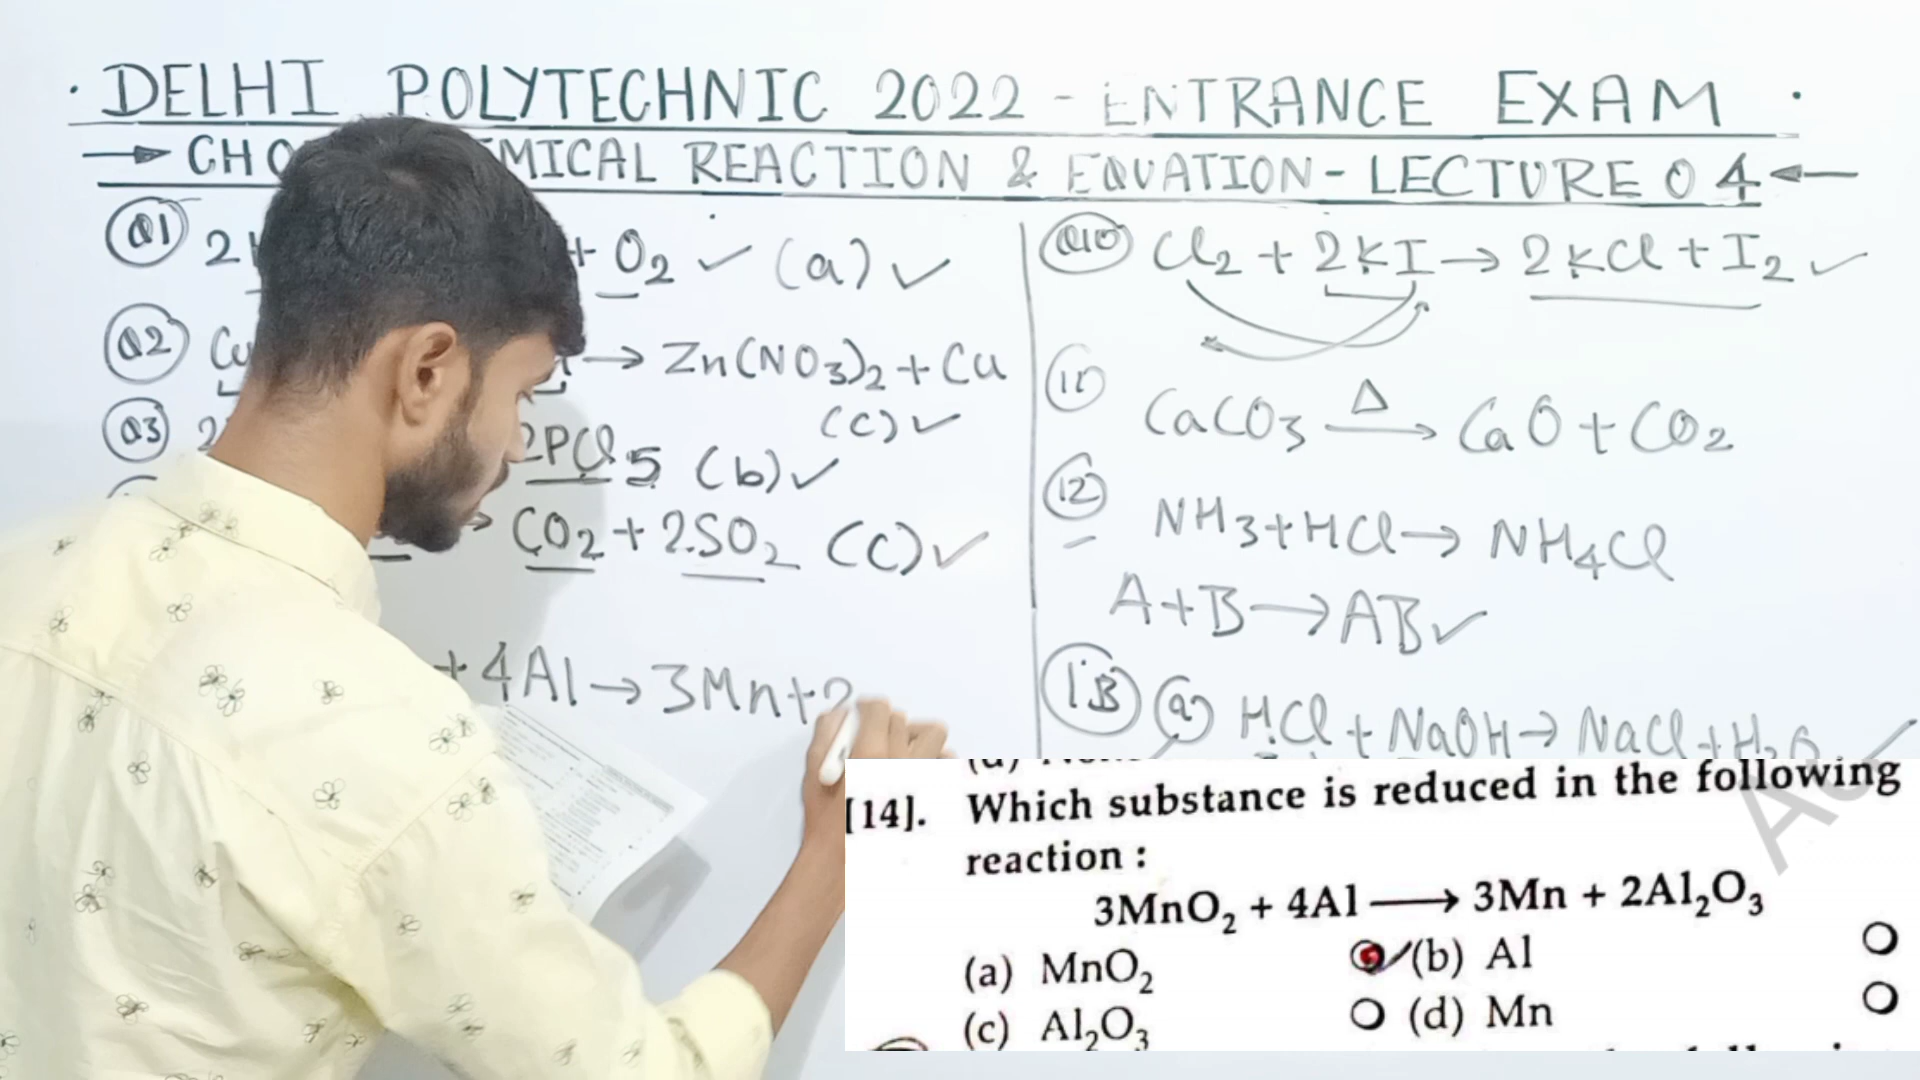 DELHI POLYTECHNIC 2022 - ENTRANCE EXAM
→ CHO MICAL REACTION & EQUATION - LECTURE 04 ←
Q1 2 + O2 ✓ (a) ✓
Q2 Cu → Zn(NO3)2 + Cu
(c) ✓
Q3 2 2PCl5 (b) ✓
→ CO2 + 2SO2 (c) ✓
+ 4Al → 3Mn + 2
Q10 Cl2 + 2KI → 2KCl + I2 ✓
11 CaCO3 Δ→ CaO + CO2
12 NH3 + HCl → NH4Cl
A + B → AB ✓
13 (a) HCl + NaOH → NaCl + H2O
[14]. Which substance is reduced in the following
reaction :
3MnO₂ + 4Al ⟶ 3Mn + 2Al₂O₃
(a) MnO₂ (b) Al
(c) Al₂O₃ (d) Mn